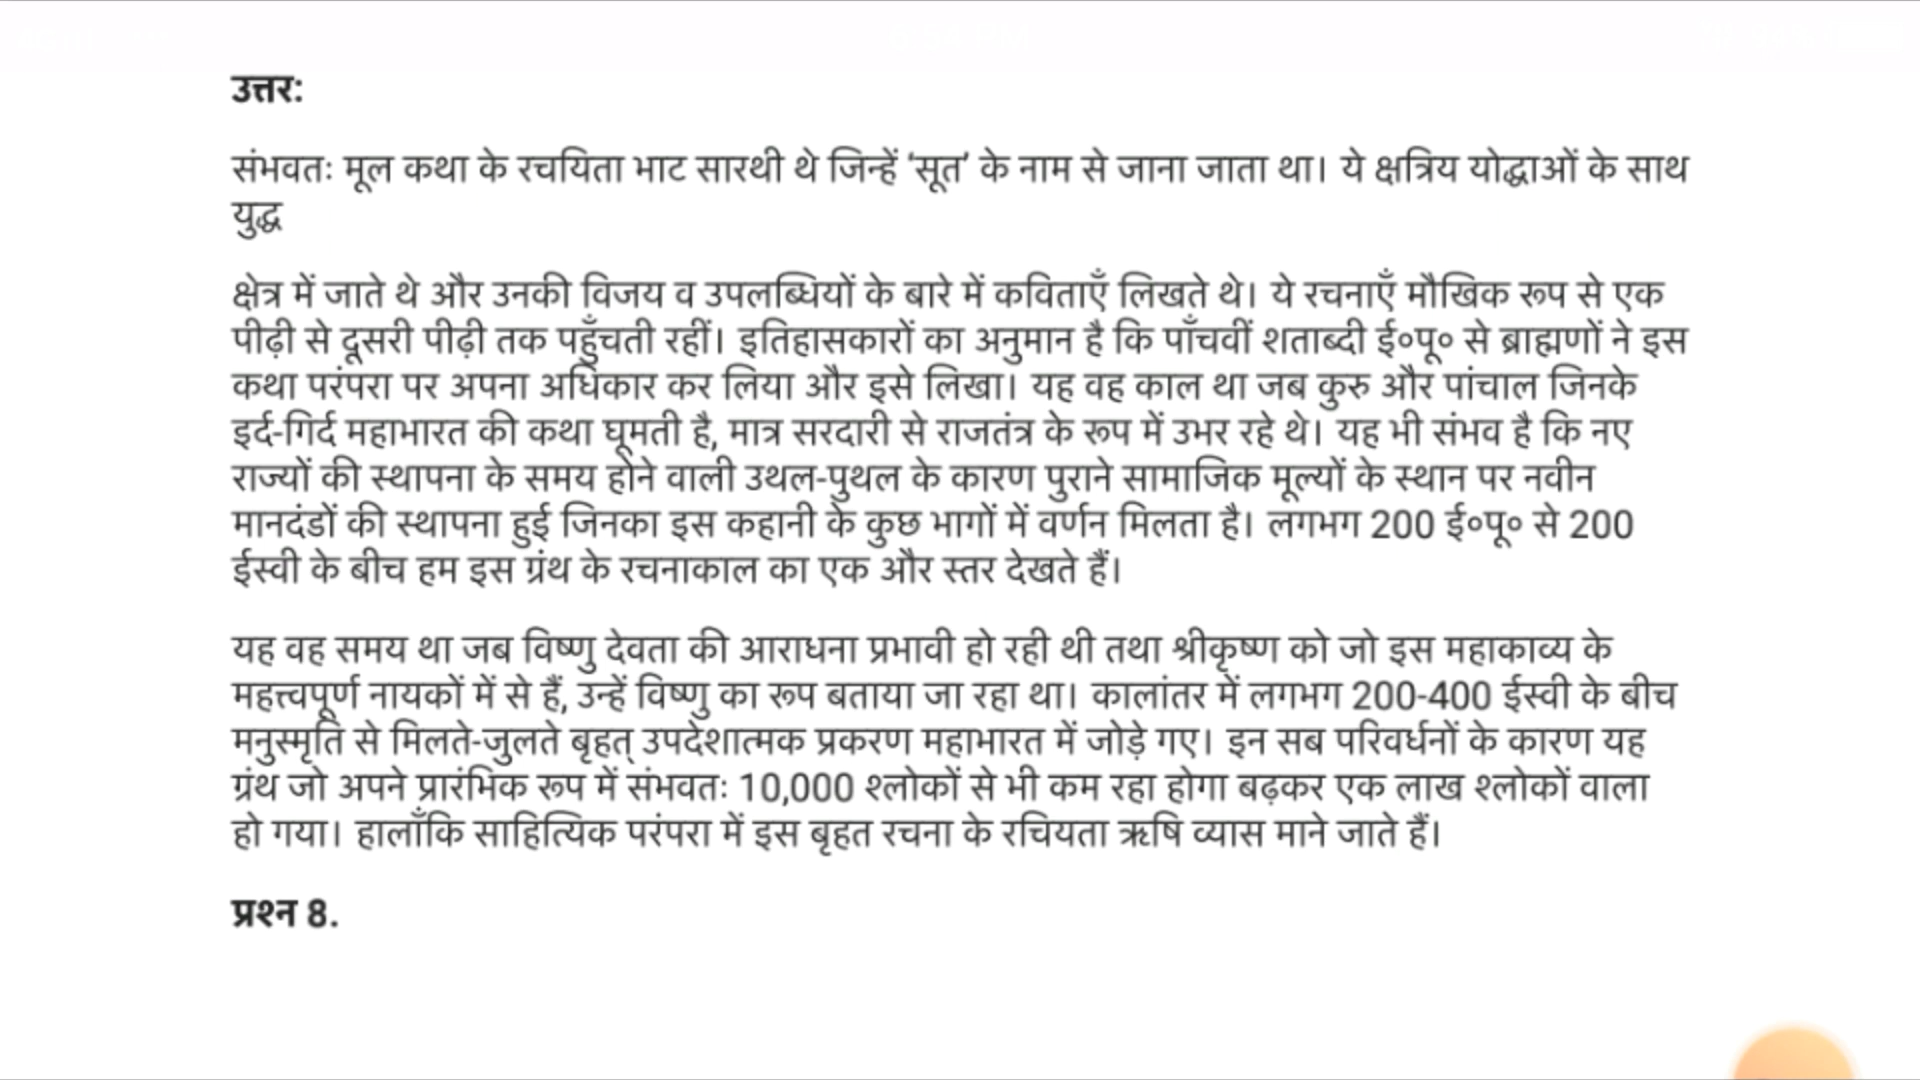 उत्तर:
संभवतः मूल कथा के रचयिता भाट सारथी थे जिन्हें ‘सूत’ के नाम से जाना जाता था। ये क्षत्रिय योद्धाओं के साथ
युद्ध
क्षेत्र में जाते थे और उनकी विजय व उपलब्धियों के बारे में कविताएँ लिखते थे। ये रचनाएँ मौखिक रूप से एक
पीढ़ी से दूसरी पीढ़ी तक पहुँचती रहीं। इतिहासकारों का अनुमान है कि पाँचवीं शताब्दी ई०पू० से ब्राह्मणों ने इस
कथा परंपरा पर अपना अधिकार कर लिया और इसे लिखा। यह वह काल था जब कुरु और पांचाल जिनके
इर्द-गिर्द महाभारत की कथा घूमती है, मात्र सरदारी से राजतंत्र के रूप में उभर रहे थे। यह भी संभव है कि नए
राज्यों की स्थापना के समय होने वाली उथल-पुथल के कारण पुराने सामाजिक मूल्यों के स्थान पर नवीन
मानदंडों की स्थापना हुई जिनका इस कहानी के कुछ भागों में वर्णन मिलता है। लगभग 200 ई०पू० से 200
ईस्वी के बीच हम इस ग्रंथ के रचनाकाल का एक और स्तर देखते हैं।
यह वह समय था जब विष्णु देवता की आराधना प्रभावी हो रही थी तथा श्रीकृष्ण को जो इस महाकाव्य के
महत्त्वपूर्ण नायकों में से हैं, उन्हें विष्णु का रूप बताया जा रहा था। कालांतर में लगभग 200-400 ईस्वी के बीच
मनुस्मृति से मिलते-जुलते बृहत् उपदेशात्मक प्रकरण महाभारत में जोड़े गए। इन सब परिवर्धनों के कारण यह
ग्रंथ जो अपने प्रारंभिक रूप में संभवतः 10,000 श्लोकों से भी कम रहा होगा बढ़कर एक लाख श्लोकों वाला
हो गया। हालाँकि साहित्यिक परंपरा में इस बृहत रचना के रचियता ऋषि व्यास माने जाते हैं।
प्रश्न 8.